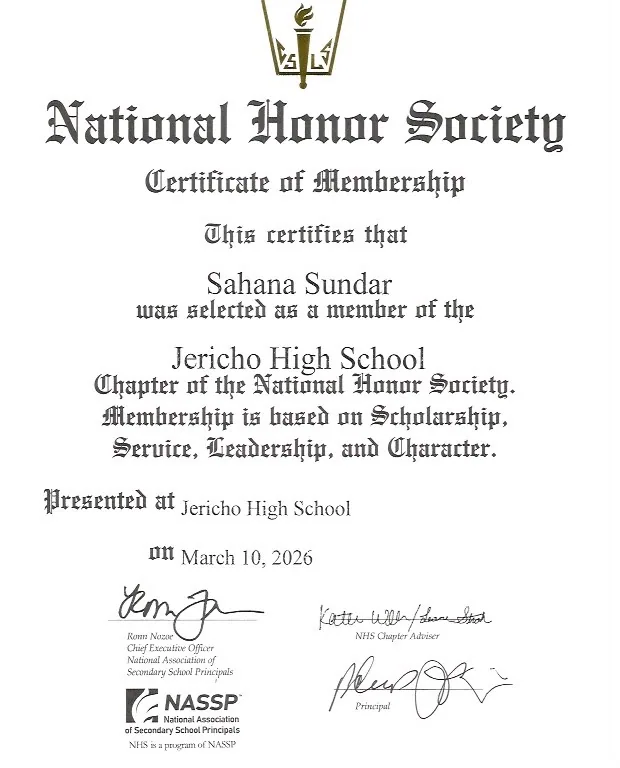 C S L S
National Honor Society
Certificate of Membership
This certifies that
Sahana Sundar
was selected as a member of the
Jericho High School
Chapter of the National Honor Society.
Membership is based on Scholarship,
Service, Leadership, and Character.
Presented at Jericho High School
on March 10, 2026
Ronn Nozoe
Chief Executive Officer
National Association of
Secondary School Principals
NHS Chapter Adviser
Principal
NASSP™
National Association
of Secondary School Principals
NHS is a program of NASSP